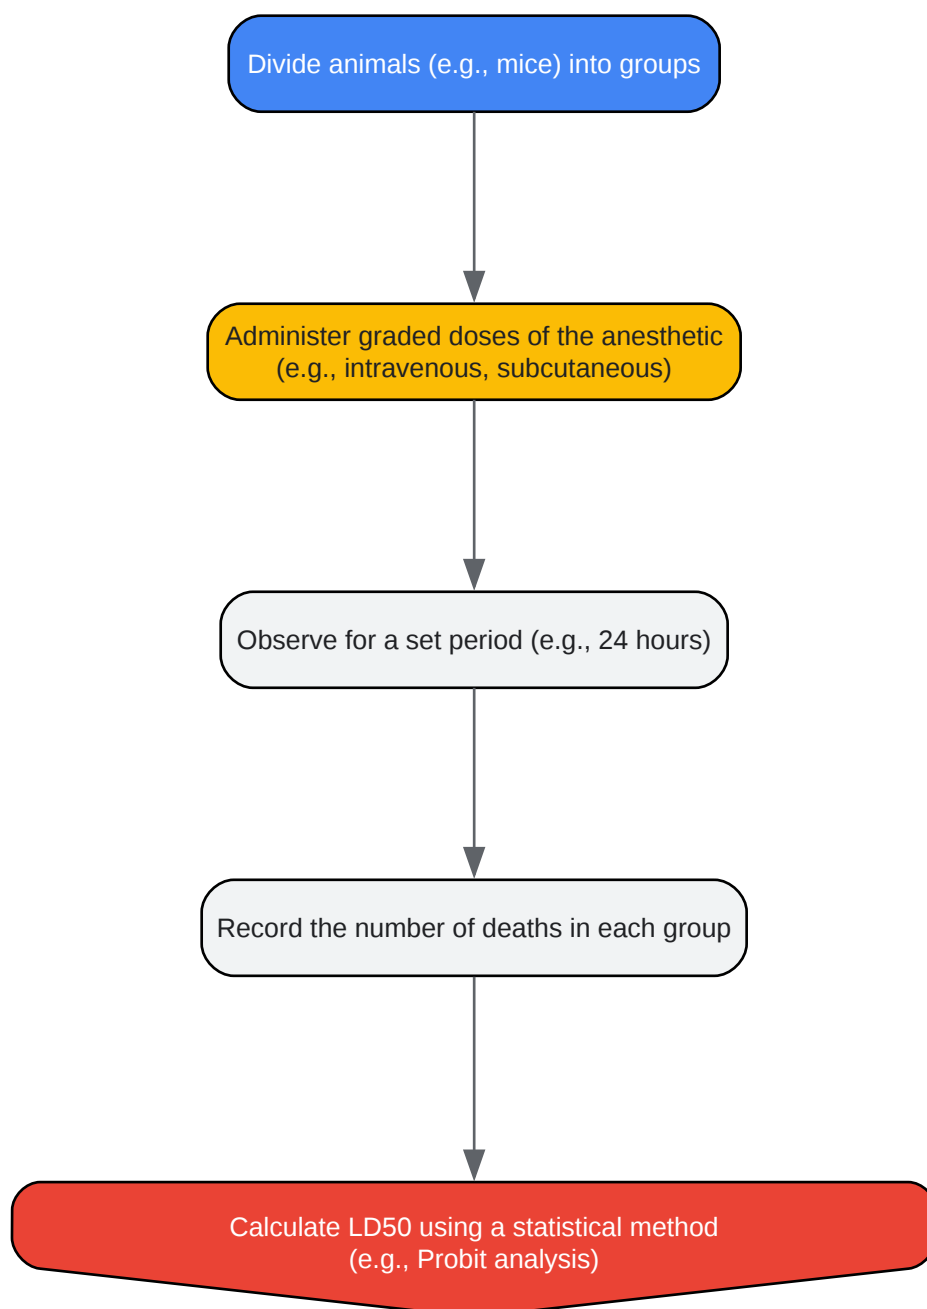 Divide animals (e.g., mice) into groups
Administer graded doses of the anesthetic
(e.g., intravenous, subcutaneous)
Observe for a set period (e.g., 24 hours)
Record the number of deaths in each group
Calculate LD50 using a statistical method
(e.g., Probit analysis)